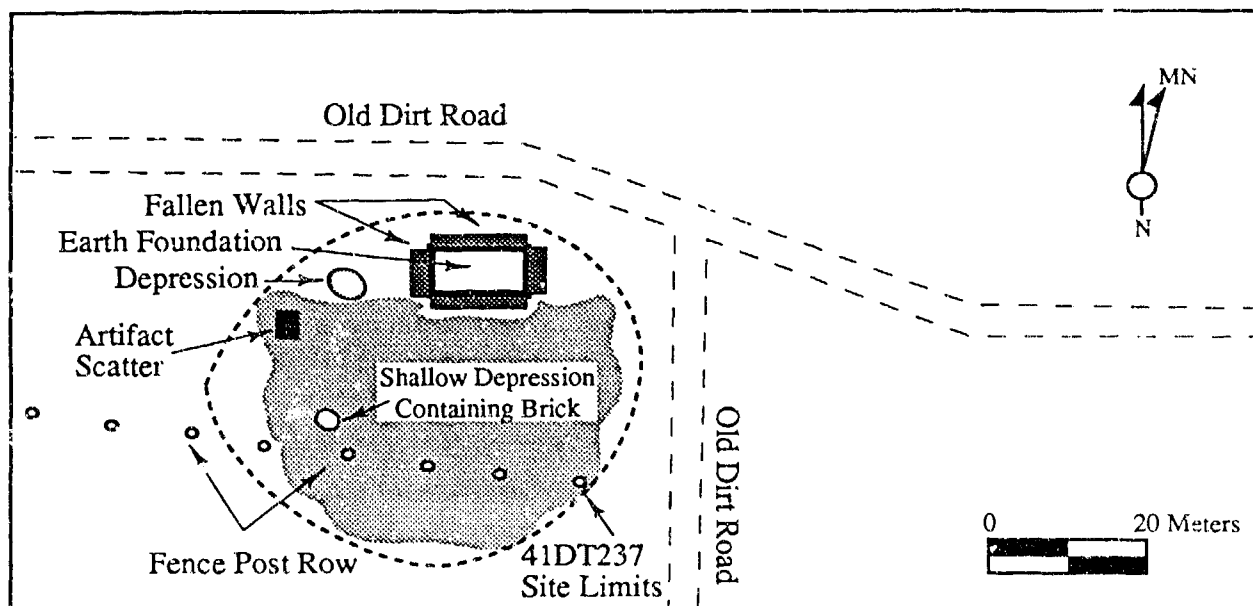 MN
N
Old Dirt Road
Fallen Walls
Earth Foundation
Depression
Artifact
Scatter
Shallow Depression
Containing Brick
Old Dirt Road
Fence Post Row
41DT237
Site Limits
0 20 Meters